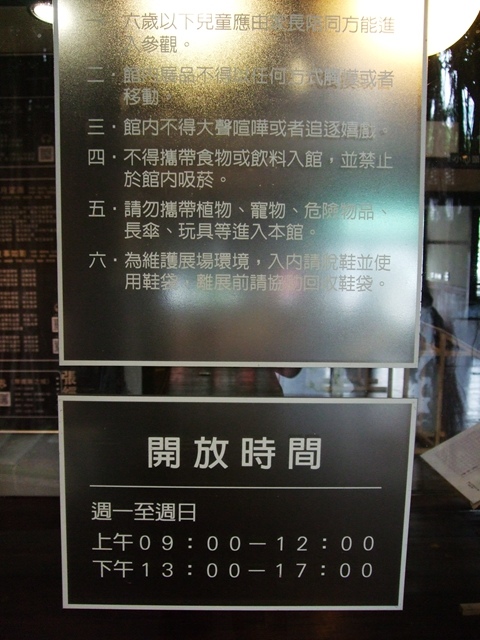 一．六歲以下兒童應由家長陪同方能進
入參觀。
二．館內展品不得以任何方式觸摸或者
移動
三．館內不得大聲喧嘩或者追逐嬉戲。
四．不得攜帶食物或飲料入館，並禁止
於館內吸菸。
五．請勿攜帶植物、寵物、危險物品、
長傘、玩具等進入本館。
六．為維護展場環境，入內請脫鞋並使
用鞋袋，離展前請協助回收鞋袋。
張
開放時間
週一至週日
上午09：00－12：00
下午13：00－17：00